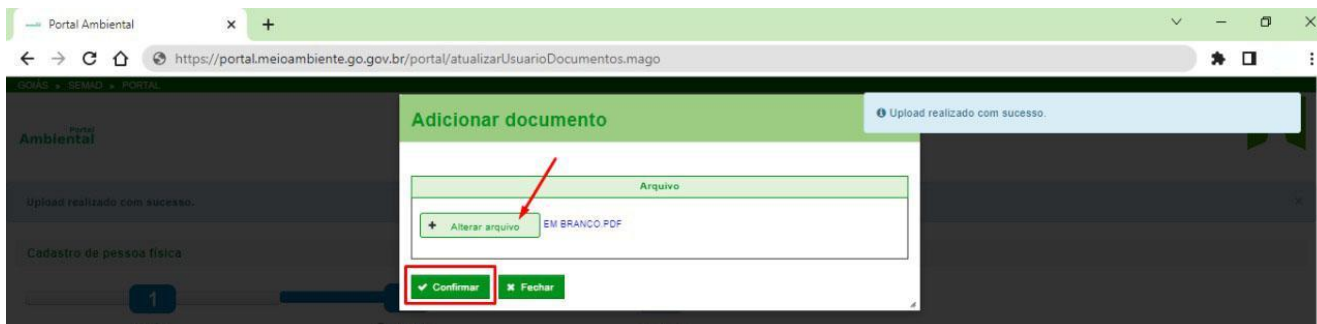 Portal Ambiental
https://portal.meioambiente.go.gov.br/portal/atualizarUsuarioDocumentos.mago
GOIÁS » SEMAD » PORTAL
Adicionar documento
Upload realizado com sucesso.
Portal
Ambiental
Arquivo
Upload realizado com sucesso.
Alterar arquivo
EM BRANCO.PDF
Cadastro de pessoa física
Confirmar
Fechar
1